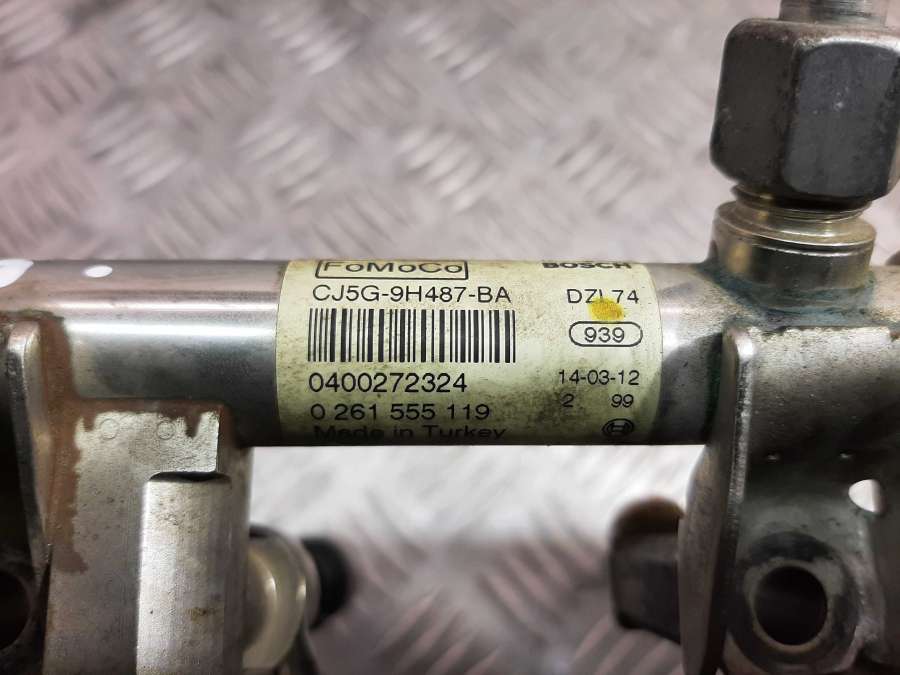 FoMoCo BOSCH
CJ5G-9H487-BA DZL74
939
0400272324 14-03-12
0 261 555 119 2 99
Made in Turkey